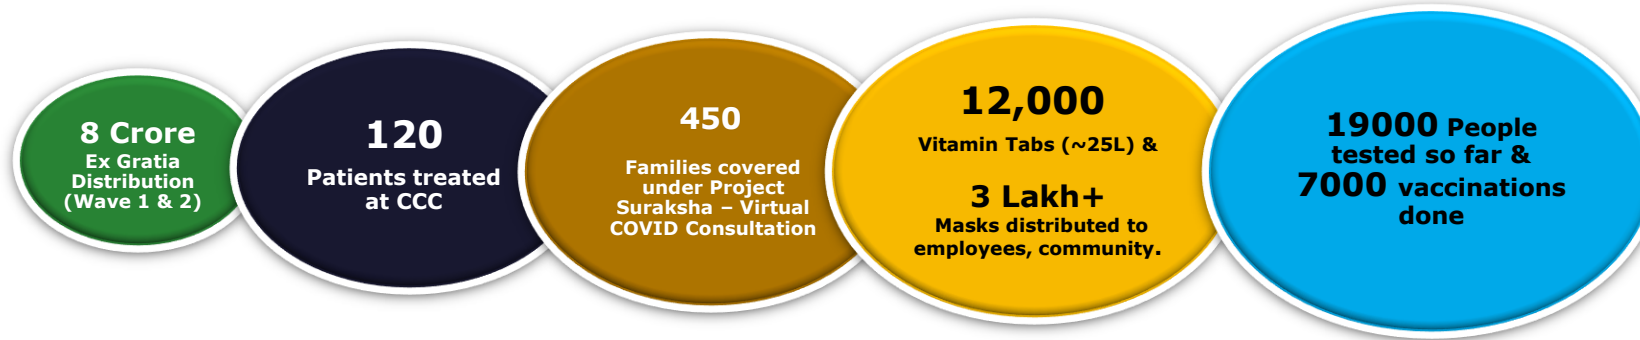 8 Crore
Ex Gratia
Distribution
(Wave 1 & 2)
120
Patients treated
at CCC
450
Families covered
under Project
Suraksha – Virtual
COVID Consultation
12,000
Vitamin Tabs (~25L) &
3 Lakh+
Masks distributed to
employees, community.
19000 People
tested so far &
7000 vaccinations
done